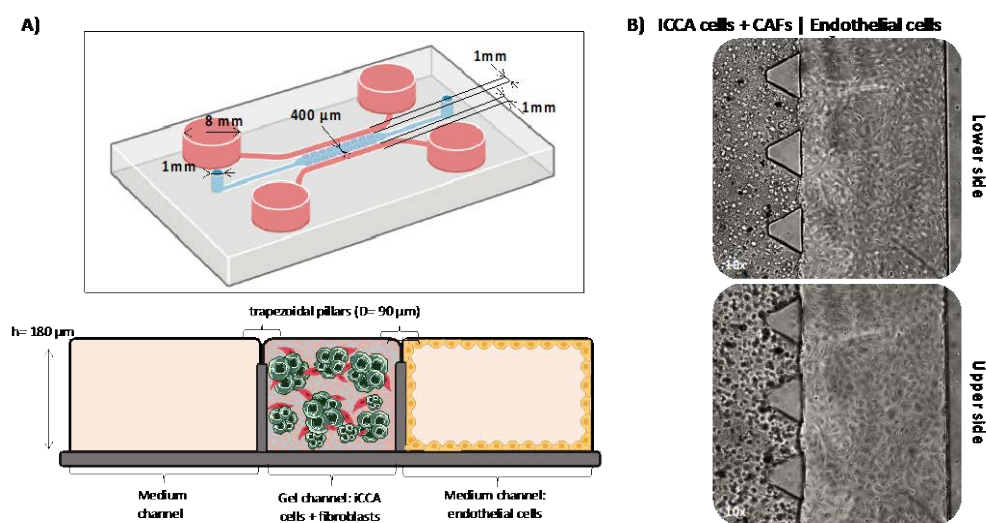 A)
1mm
1mm
8 mm
400 µm
1mm
trapezoidal pillars (D= 90 µm)
h= 180 µm
Medium
channel
Gel channel: iCCA
cells + fibroblasts
Medium channel:
endothelial cells
B) ICCA cells + CAFs | Endothelial cells
Lower side
10x
Upper side
10x